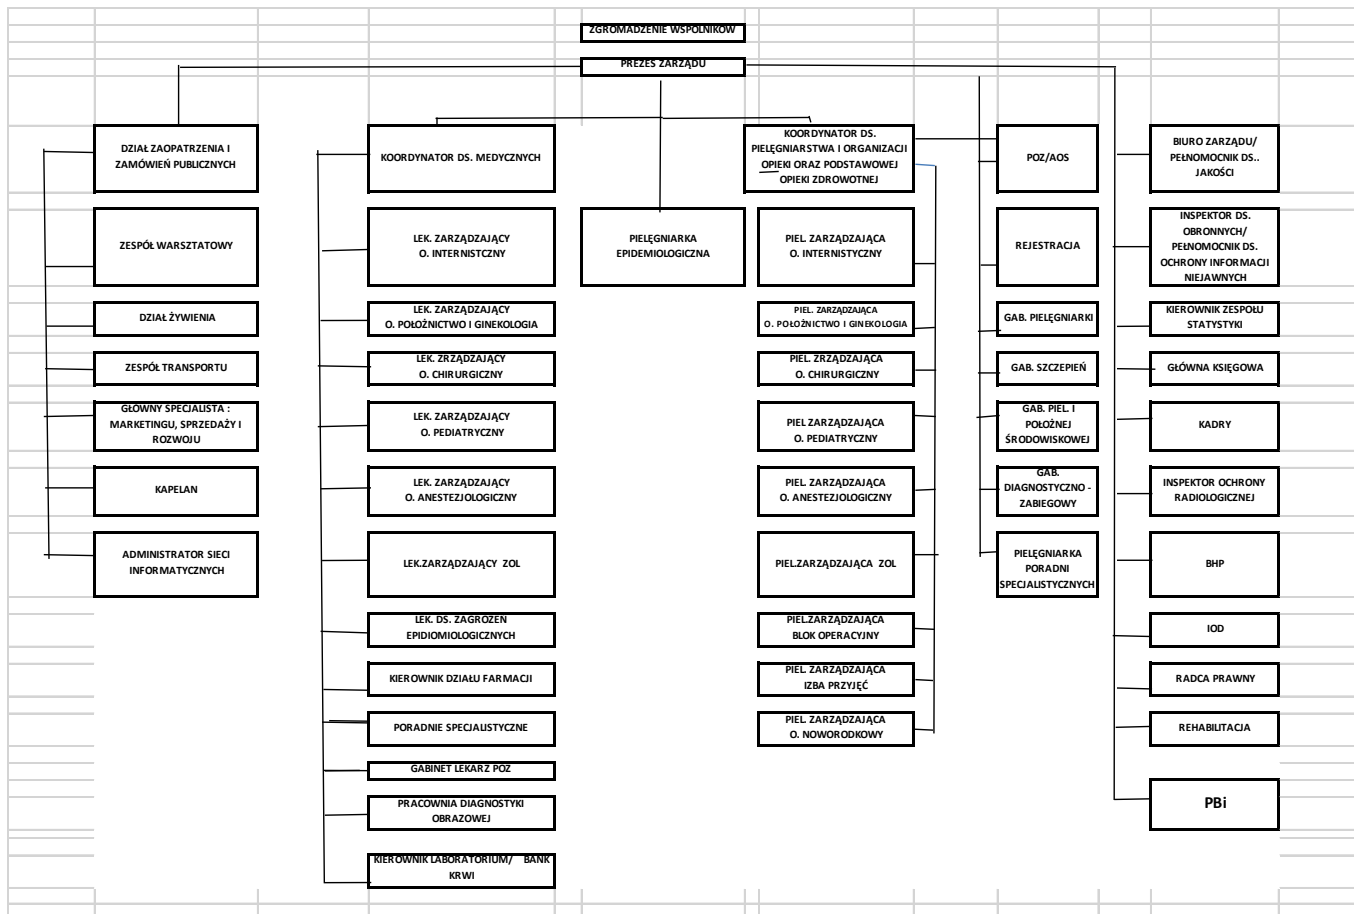 ZGROMADZENIE WSPÓLNIKÓW
PREZES ZARZĄDU
DZIAŁ ZAOPATRZENIA I
ZAMÓWIEŃ PUBLICZNYCH
ZESPÓŁ WARSZTATOWY
DZIAŁ ŻYWIENIA
ZESPÓŁ TRANSPORTU
GŁÓWNY SPECJALISTA :
MARKETINGU, SPRZEDAŻY I
ROZWOJU
KAPELAN
ADMINISTRATOR SIECI
INFORMATYCZNYCH
KOORDYNATOR DS. MEDYCZNYCH
LEK. ZARZĄDZAJĄCY
O. INTERNISTCZNY
LEK. ZARZĄDZAJĄCY
O. POŁOŻNICTWO I GINEKOLOGIA
LEK. ZRZĄDZAJĄCY
O. CHIRURGICZNY
LEK. ZARZĄDZAJĄCY
O. PEDIATRYCZNY
LEK. ZARZĄDZAJĄCY
O. ANESTEZJOLOGICZNY
LEK.ZARZĄDZAJĄCY ZOL
LEK. DS. ZAGROŻEŃ
EPIDIOMIOLOGICZNYCH
KIEROWNIK DZIAŁU FARMACJI
PORADNIE SPECJALISTYCZNE
GABINET LEKARZ POZ
PRACOWNIA DIAGNOSTYKI
OBRAZOWEJ
KIEROWNIK LABORATORIUM/ BANK
KRWI
PIELĘGNIARKA
EPIDEMIOLOGICZNA
KOORDYNATOR DS.
PIELĘGNIARSTWA I ORGANIZACJI
OPIEKI ORAZ PODSTAWOWEJ
OPIEKI ZDROWOTNEJ
PIEL. ZARZĄDZAJĄCA
O. INTERNISTYCZNY
PIEL. ZARZĄDZAJĄCA
O. POŁOŻNICTWO I GINEKOLOGIA
PIEL. ZRZĄDZAJĄCA
O. CHIRURGICZNY
PIEL ZARZĄDZAJĄCA
O. PEDIATRYCZNY
PIEL. ZARZĄDZAJĄCA
O. ANESTEZJOLOGICZNY
PIEL.ZARZĄDZAJĄCA ZOL
PIEL.ZARZĄDZAJĄCA
BLOK OPERACYJNY
PIEL. ZARZĄDZAJĄCA
IZBA PRZYJĘĆ
PIEL. ZARZĄDZAJĄCA
O. NOWORODKOWY
POZ/AOS
REJESTRACJA
GAB. PIELĘGNIARKI
GAB. SZCZEPIEŃ
GAB. PIEL. I
POŁOŻNEJ
ŚRODOWISKOWEJ
GAB.
DIAGNOSTYCZNO -
ZABIEGOWY
PIELĘGNIARKA
PORADNI
SPECJALISTYCZNYCH
BIURO ZARZĄDU/
PEŁNOMOCNIK DS..
JAKOŚCI
INSPEKTOR DS.
OBRONNYCH/
PEŁNOMOCNIK DS.
OCHRONY INFORMACJI
NIEJAWNYCH
KIEROWNIK ZESPOŁU
STATYSTYKI
GŁÓWNA KSIĘGOWA
KADRY
INSPEKTOR OCHRONY
RADIOLOGICZNEJ
BHP
IOD
RADCA PRAWNY
REHABILITACJA
PBi